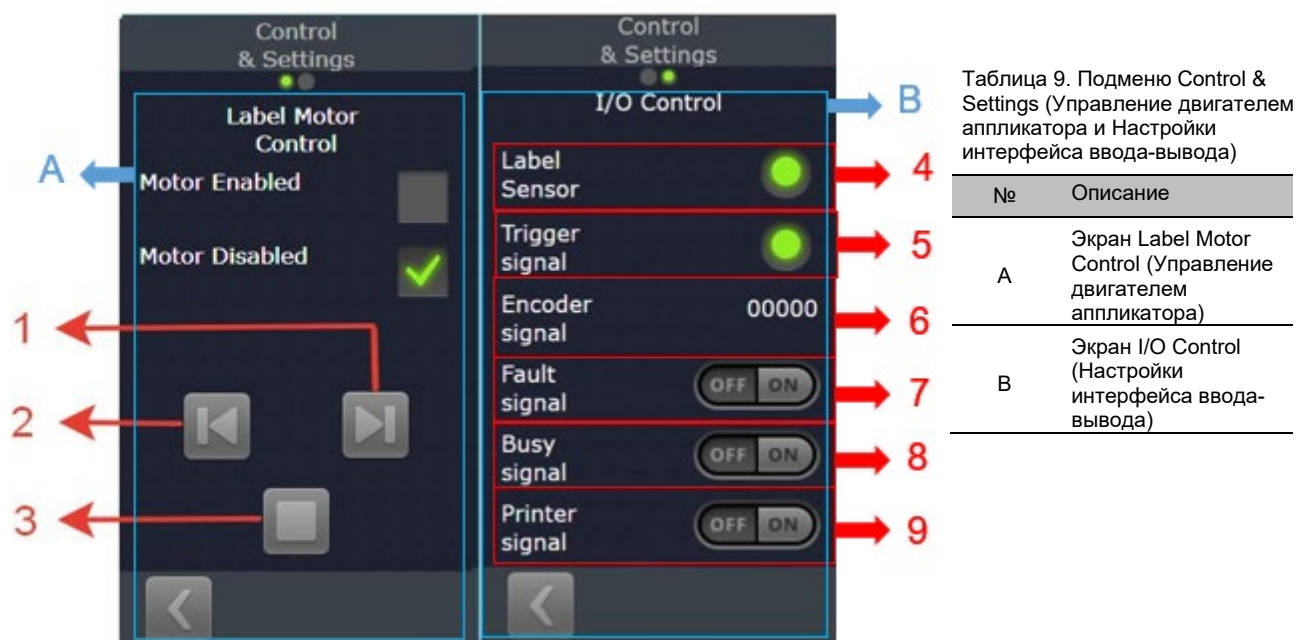 Control
& Settings
Label Motor
Control
A
Motor Enabled
Motor Disabled
1
2
3
Control
& Settings
I/O Control
B
Label
Sensor
4
Trigger
signal
5
Encoder
signal
00000
6
Fault
signal
OFF ON
7
Busy
signal
OFF ON
8
Printer
signal
OFF ON
9
Таблица 9. Подменю Control &
Settings (Управление двигателем
аппликатора и Настройки
интерфейса ввода-вывода)
№ Описание
A
Экран Label Motor
Control (Управление
двигателем
аппликатора)
B
Экран I/O Control
(Настройки
интерфейса ввода-
вывода)